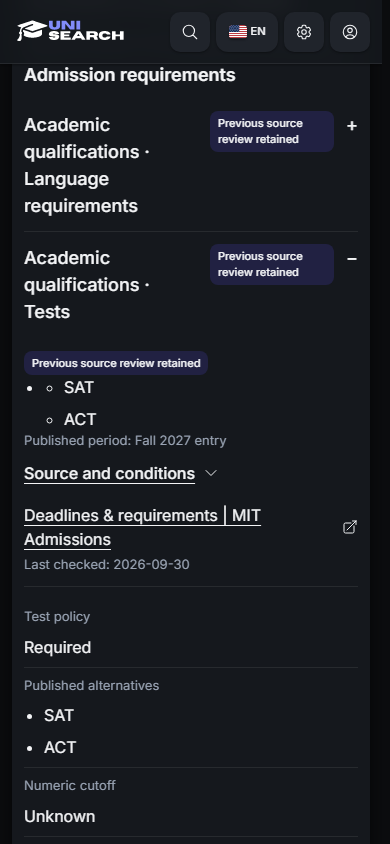 UNI
SEARCH
EN
Admission requirements
Academic
qualifications ·
Language
requirements
Previous source
review retained
+
Academic
qualifications ·
Tests
Previous source
review retained
−
Previous source review retained
SAT
ACT
Published period: Fall 2027 entry
Source and conditions
Deadlines & requirements | MIT
Admissions
Last checked: 2026-09-30
Test policy
Required
Published alternatives
SAT
ACT
Numeric cutoff
Unknown